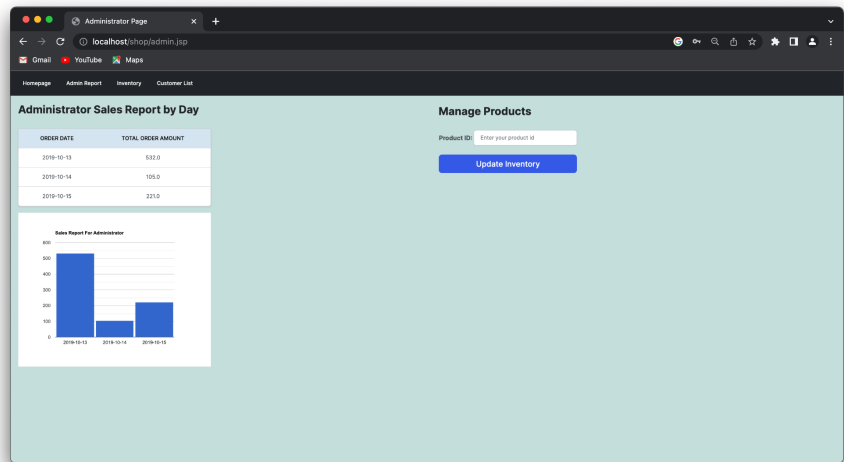 Administrator Page
localhost/shop/admin.jsp
Gmail YouTube Maps
Homepage Admin Report Inventory Customer List
Administrator Sales Report by Day
ORDER DATE TOTAL ORDER AMOUNT
2019-10-13 532.0
2019-10-14 105.0
2019-10-15 221.0
Sales Report For Administrator
600
500
400
300
200
100
0
2019-10-13 2019-10-14 2019-10-15
Manage Products
Product ID: Enter your product id
Update Inventory